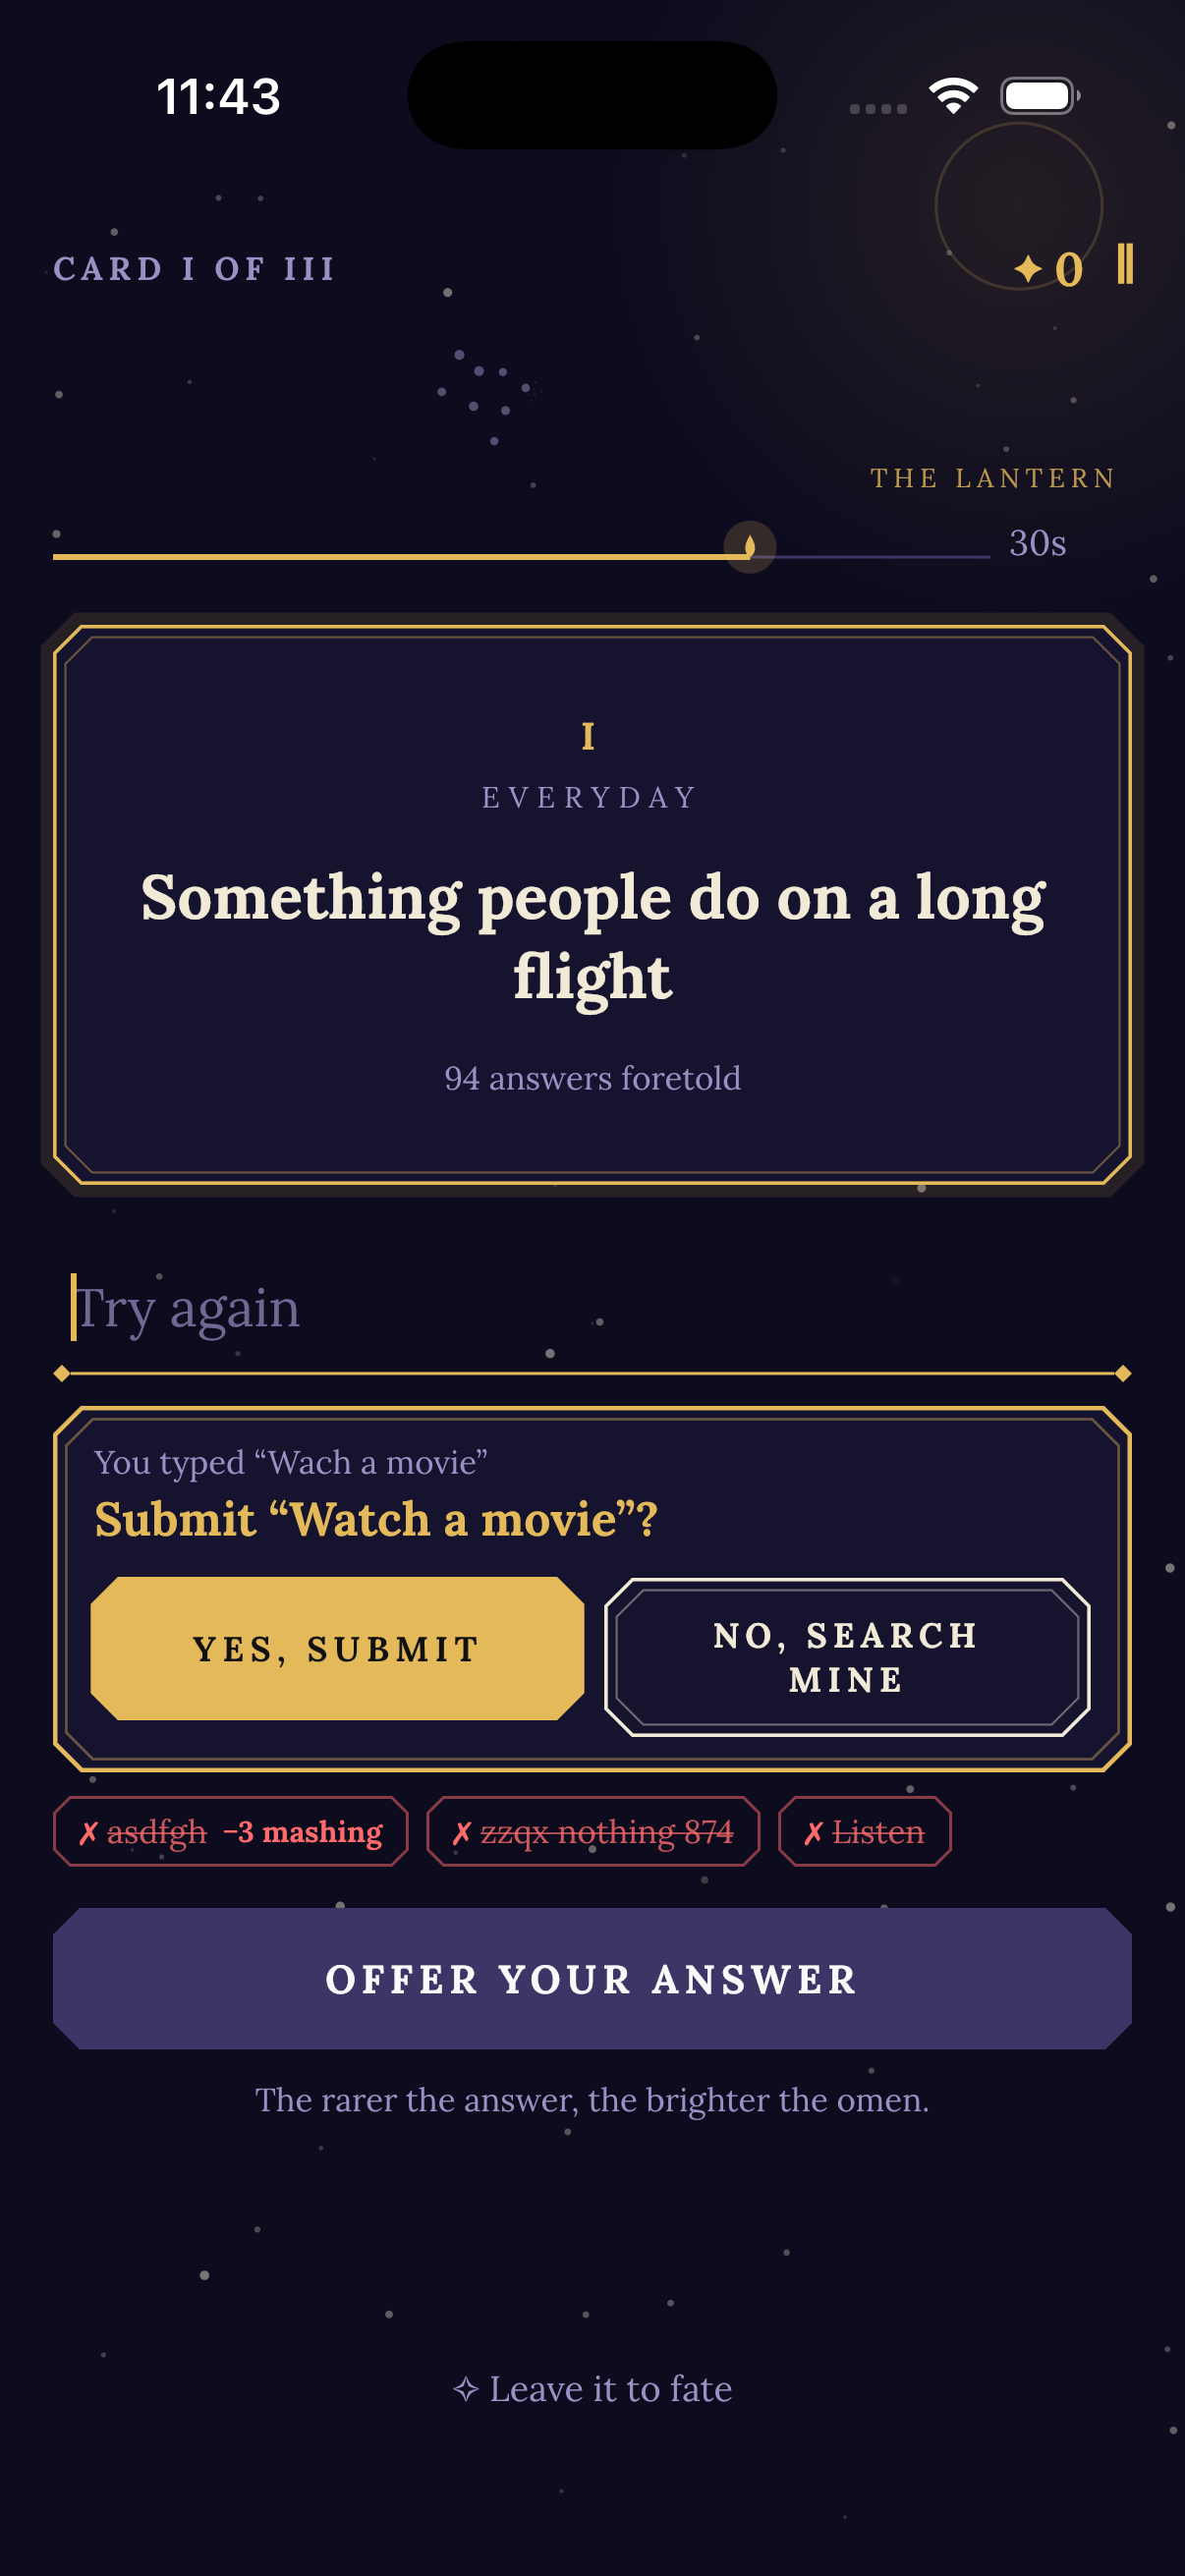 11:43
CARD I OF III
✦ 0
THE LANTERN
30s
I
EVERYDAY
Something people do on a long
flight
94 answers foretold
Try again
You typed “Wach a movie”
Submit “Watch a movie”?
YES, SUBMIT
NO, SEARCH
MINE
✗ asdfgh −3 mashing
✗ zzqx nothing 874
✗ Listen
OFFER YOUR ANSWER
The rarer the answer, the brighter the omen.
✧ Leave it to fate